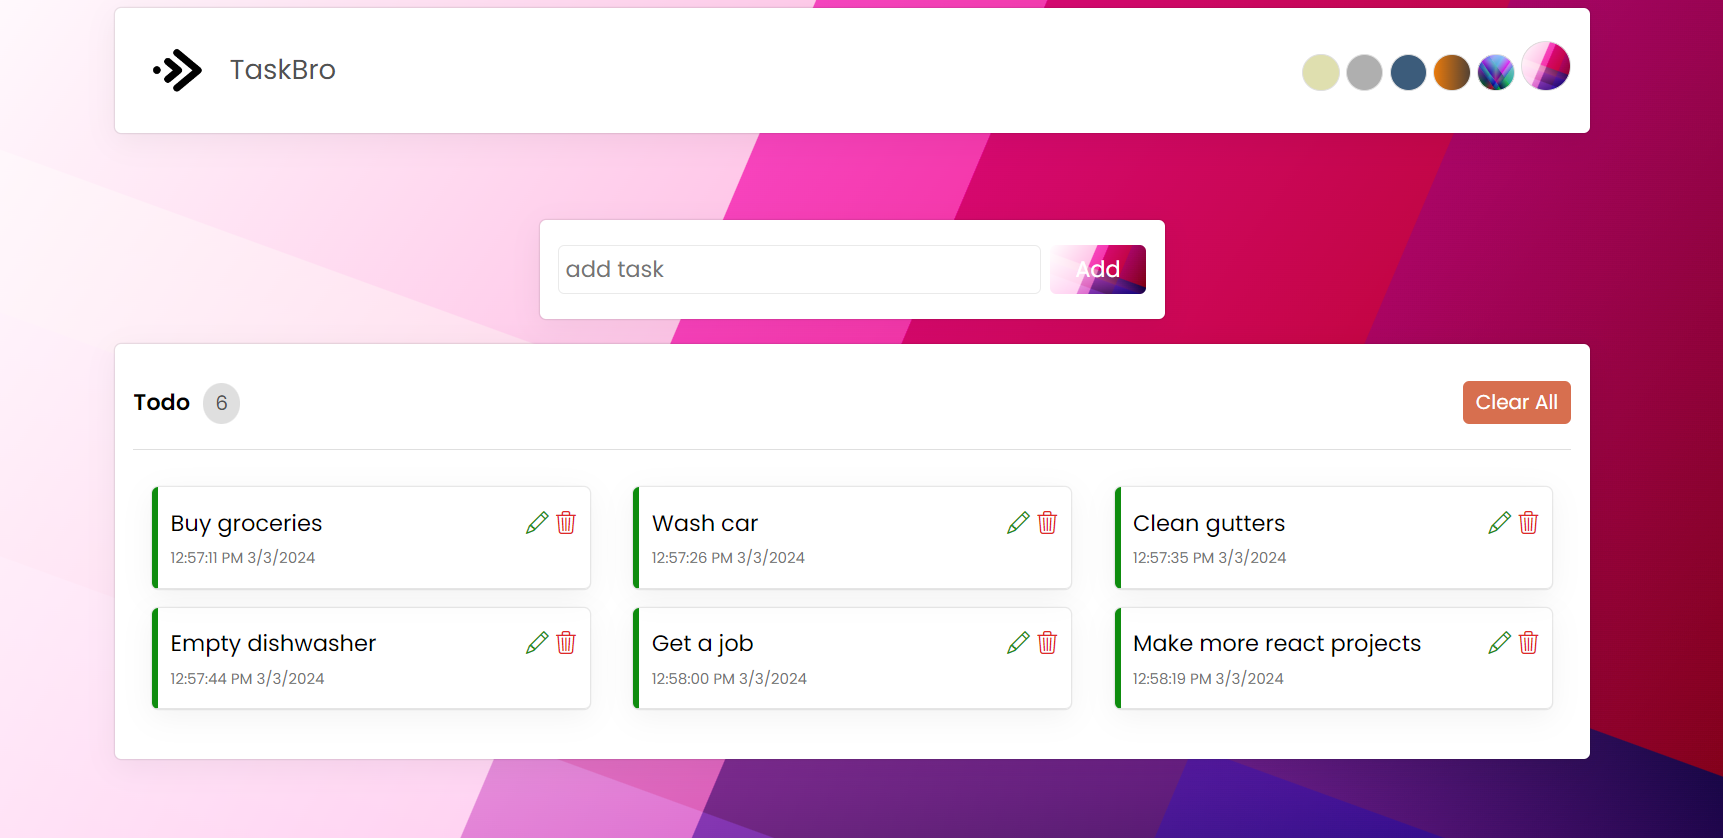 TaskBro
add task
Add
Todo 6
Clear All
Buy groceries
12:57:11 PM 3/3/2024
Wash car
12:57:26 PM 3/3/2024
Clean gutters
12:57:35 PM 3/3/2024
Empty dishwasher
12:57:44 PM 3/3/2024
Get a job
12:58:00 PM 3/3/2024
Make more react projects
12:58:19 PM 3/3/2024